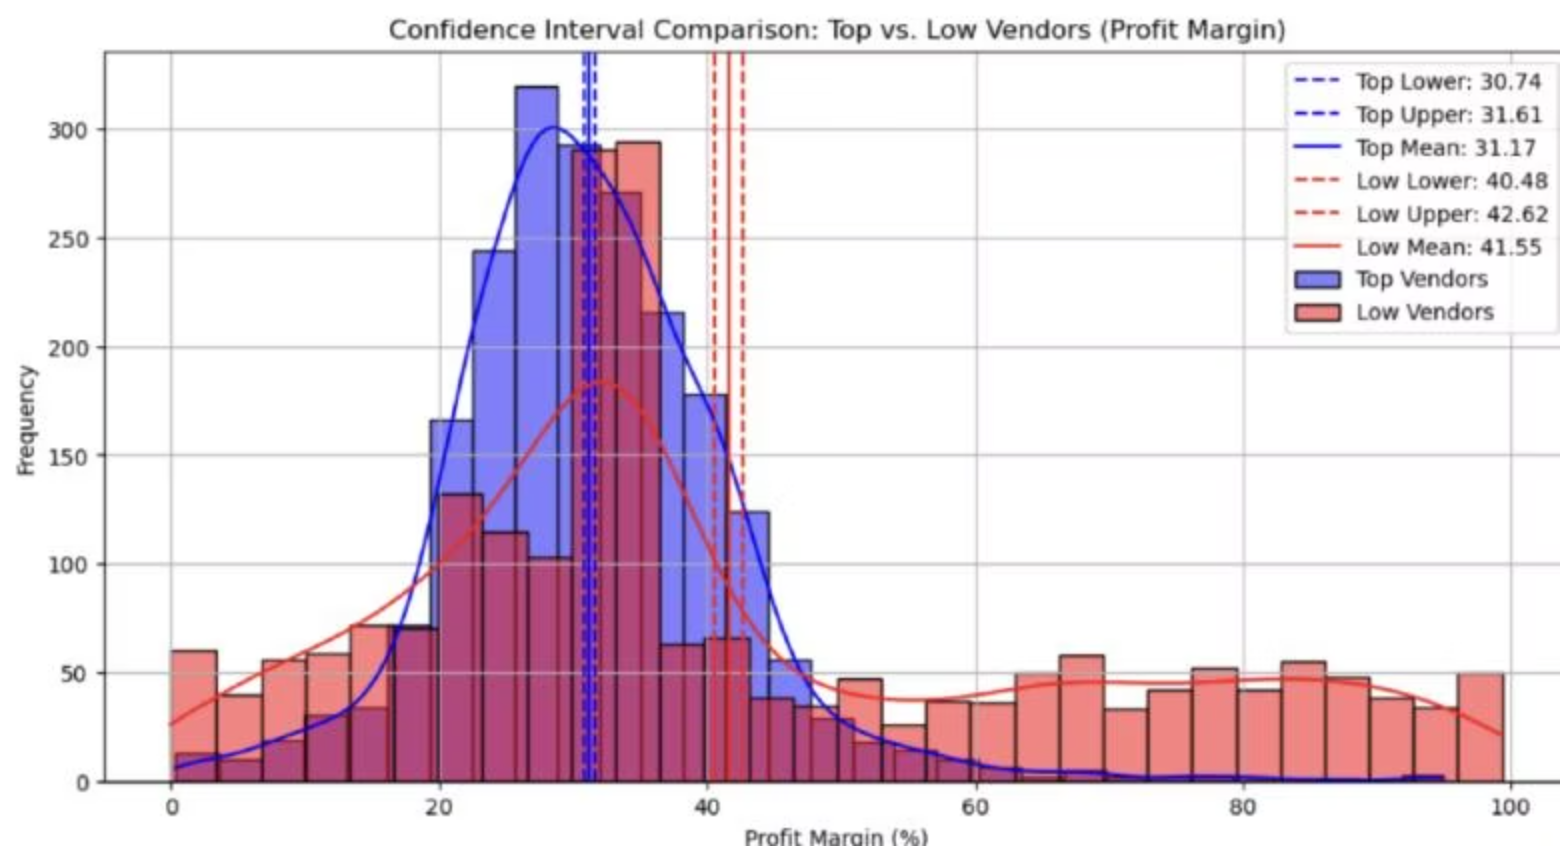 Confidence Interval Comparison: Top vs. Low Vendors (Profit Margin)
Top Lower: 30.74
Top Upper: 31.61
Top Mean: 31.17
Low Lower: 40.48
Low Upper: 42.62
Low Mean: 41.55
Top Vendors
Low Vendors
Frequency
300
250
200
150
100
50
0
0 20 40 60 80 100
Profit Margin (%)